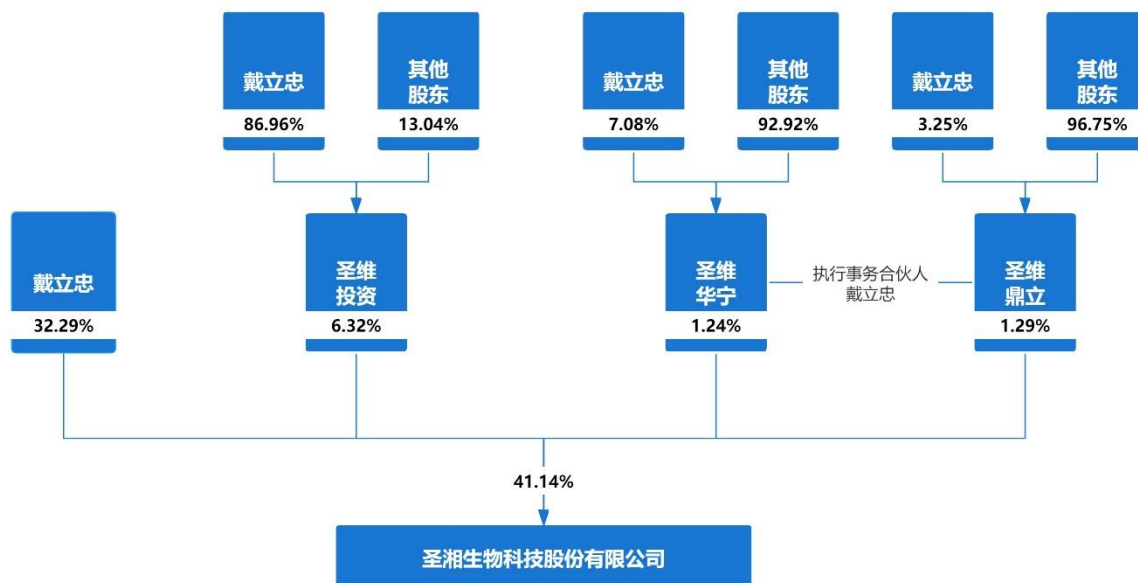 戴立忠
86.96%
其他
股东
13.04%
戴立忠
7.08%
其他
股东
92.92%
戴立忠
3.25%
其他
股东
96.75%
戴立忠
32.29%
圣维
投资
6.32%
圣维
华宁
1.24%
执行事务合伙人
戴立忠
圣维
鼎立
1.29%
41.14%
圣湘生物科技股份有限公司